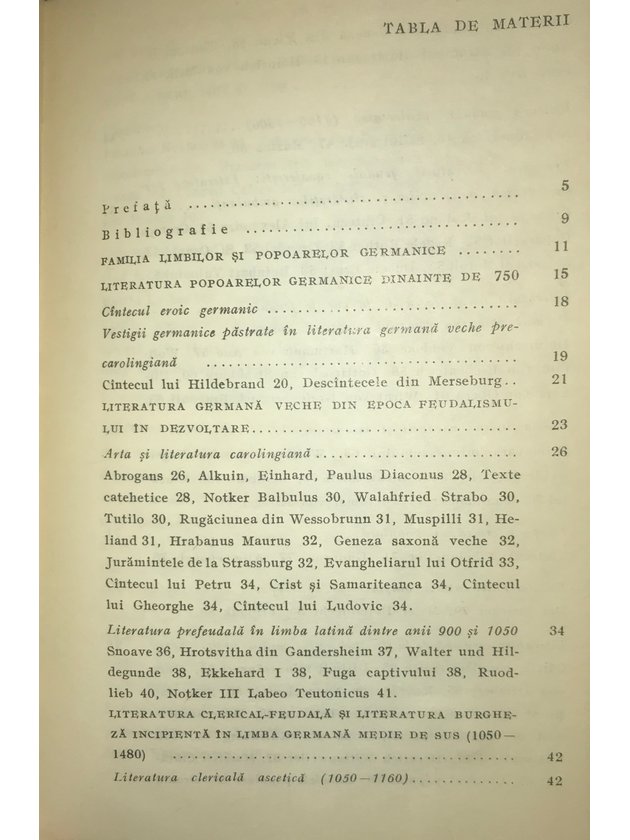 TABLA DE MATERII
Prefaţă .......................................... 5
Bibliografie .................................. 9
FAMILIA LIMBILOR ŞI POPOARELOR GERMANICE ........ 11
LITERATURA POPOARELOR GERMANICE DINAINTE DE 750 15
Cîntecul eroic germanic ................................ 18
Vestigii germanice păstrate în literatura germană veche pre-
carolingiană ........................................ 19
Cîntecul lui Hildebrand 20, Descîntecele din Merseburg.. 21
LITERATURA GERMANĂ VECHE DIN EPOCA FEUDALISMU-
LUI ÎN DEZVOLTARE.................................. 23
Arta şi literatura carolingiană .......................... 26
Abrogans 26, Alkuin, Einhard, Paulus Diaconus 28, Texte
catehetice 28, Notker Balbulus 30, Walahfried Strabo 30,
Tutilo 30, Rugăciunea din Wessobrunn 31, Muspilli 31, He-
liand 31, Hrabanus Maurus 32, Geneza saxonă veche 32,
Jurămintele de la Strassburg 32, Evangheliarul lui Otfrid 33,
Cîntecul lui Petru 34, Crist şi Samariteanca 34, Cîntecul
lui Gheorghe 34, Cîntecul lui Ludovic 34.
Literatura prefeudală în limba latină dintre anii 900 şi 1050 34
Snoave 36, Hrotsvitha din Gandersheim 37, Walter und Hil-
degunde 38, Ekkehard I 38, Fuga captivului 38, Ruod-
lieb 40, Notker III Labeo Teutonicus 41.
LITERATURA CLERICAL-FEUDALĂ ŞI LITERATURA BURGHE-
ZĂ INCIPIENTĂ ÎN LIMBA GERMANĂ MEDIE DE SUS (1050—
1480) ............................................ 42
Literatura clericală ascetică (1050—1160).............. 42